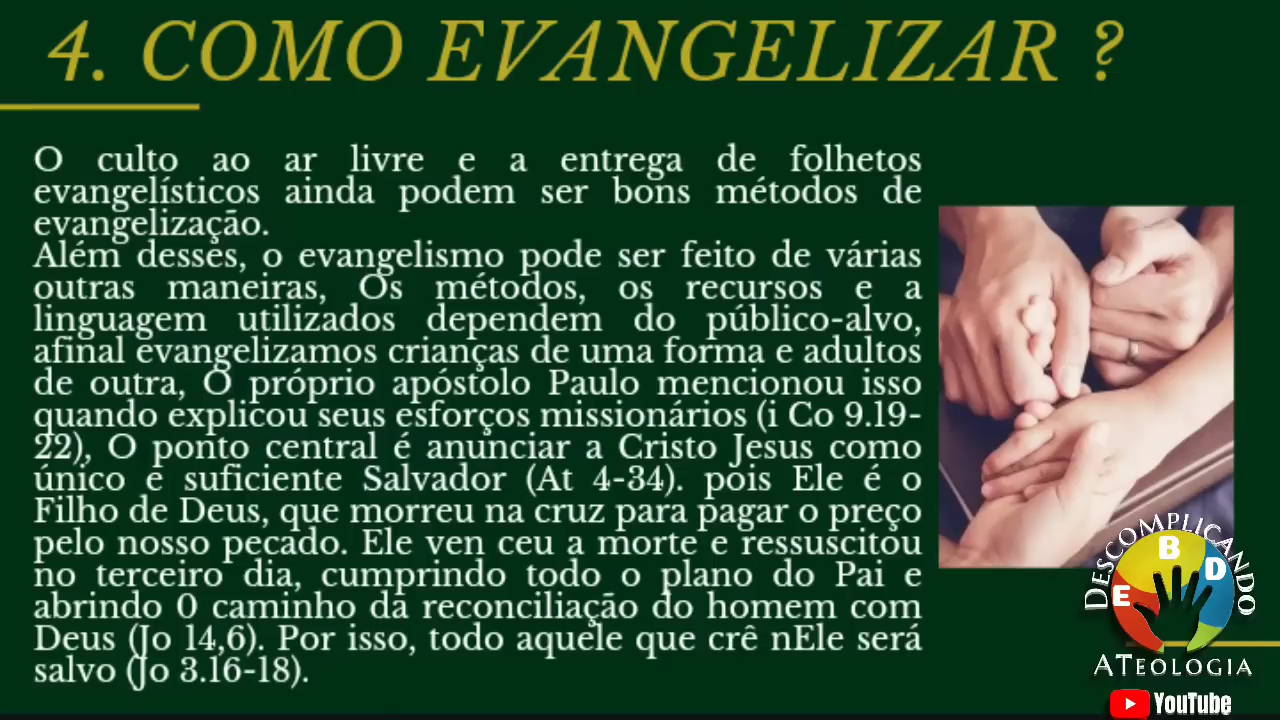 4. COMO EVANGELIZAR ?
O culto ao ar livre e a entrega de folhetos
evangelísticos ainda podem ser bons métodos de
evangelização.
Além desses, o evangelismo pode ser feito de várias
outras maneiras, Os métodos, os recursos e a
linguagem utilizados dependem do público-alvo,
afinal evangelizamos crianças de uma forma e adultos
de outra, O próprio apóstolo Paulo mencionou isso
quando explicou seus esforços missionários (i Co 9.19-
22), O ponto central é anunciar a Cristo Jesus como
único e suficiente Salvador (At 4-34). pois Ele é o
Filho de Deus, que morreu na cruz para pagar o preço
pelo nosso pecado. Ele ven ceu a morte e ressuscitou
no terceiro dia, cumprindo todo o plano do Pai e
abrindo 0 caminho da reconciliação do homem com
Deus (Jo 14,6). Por isso, todo aquele que crê nEle será
salvo (Jo 3.16-18).
DESCOMPLICANDO
E B D
ATEOLOGIA
YouTube